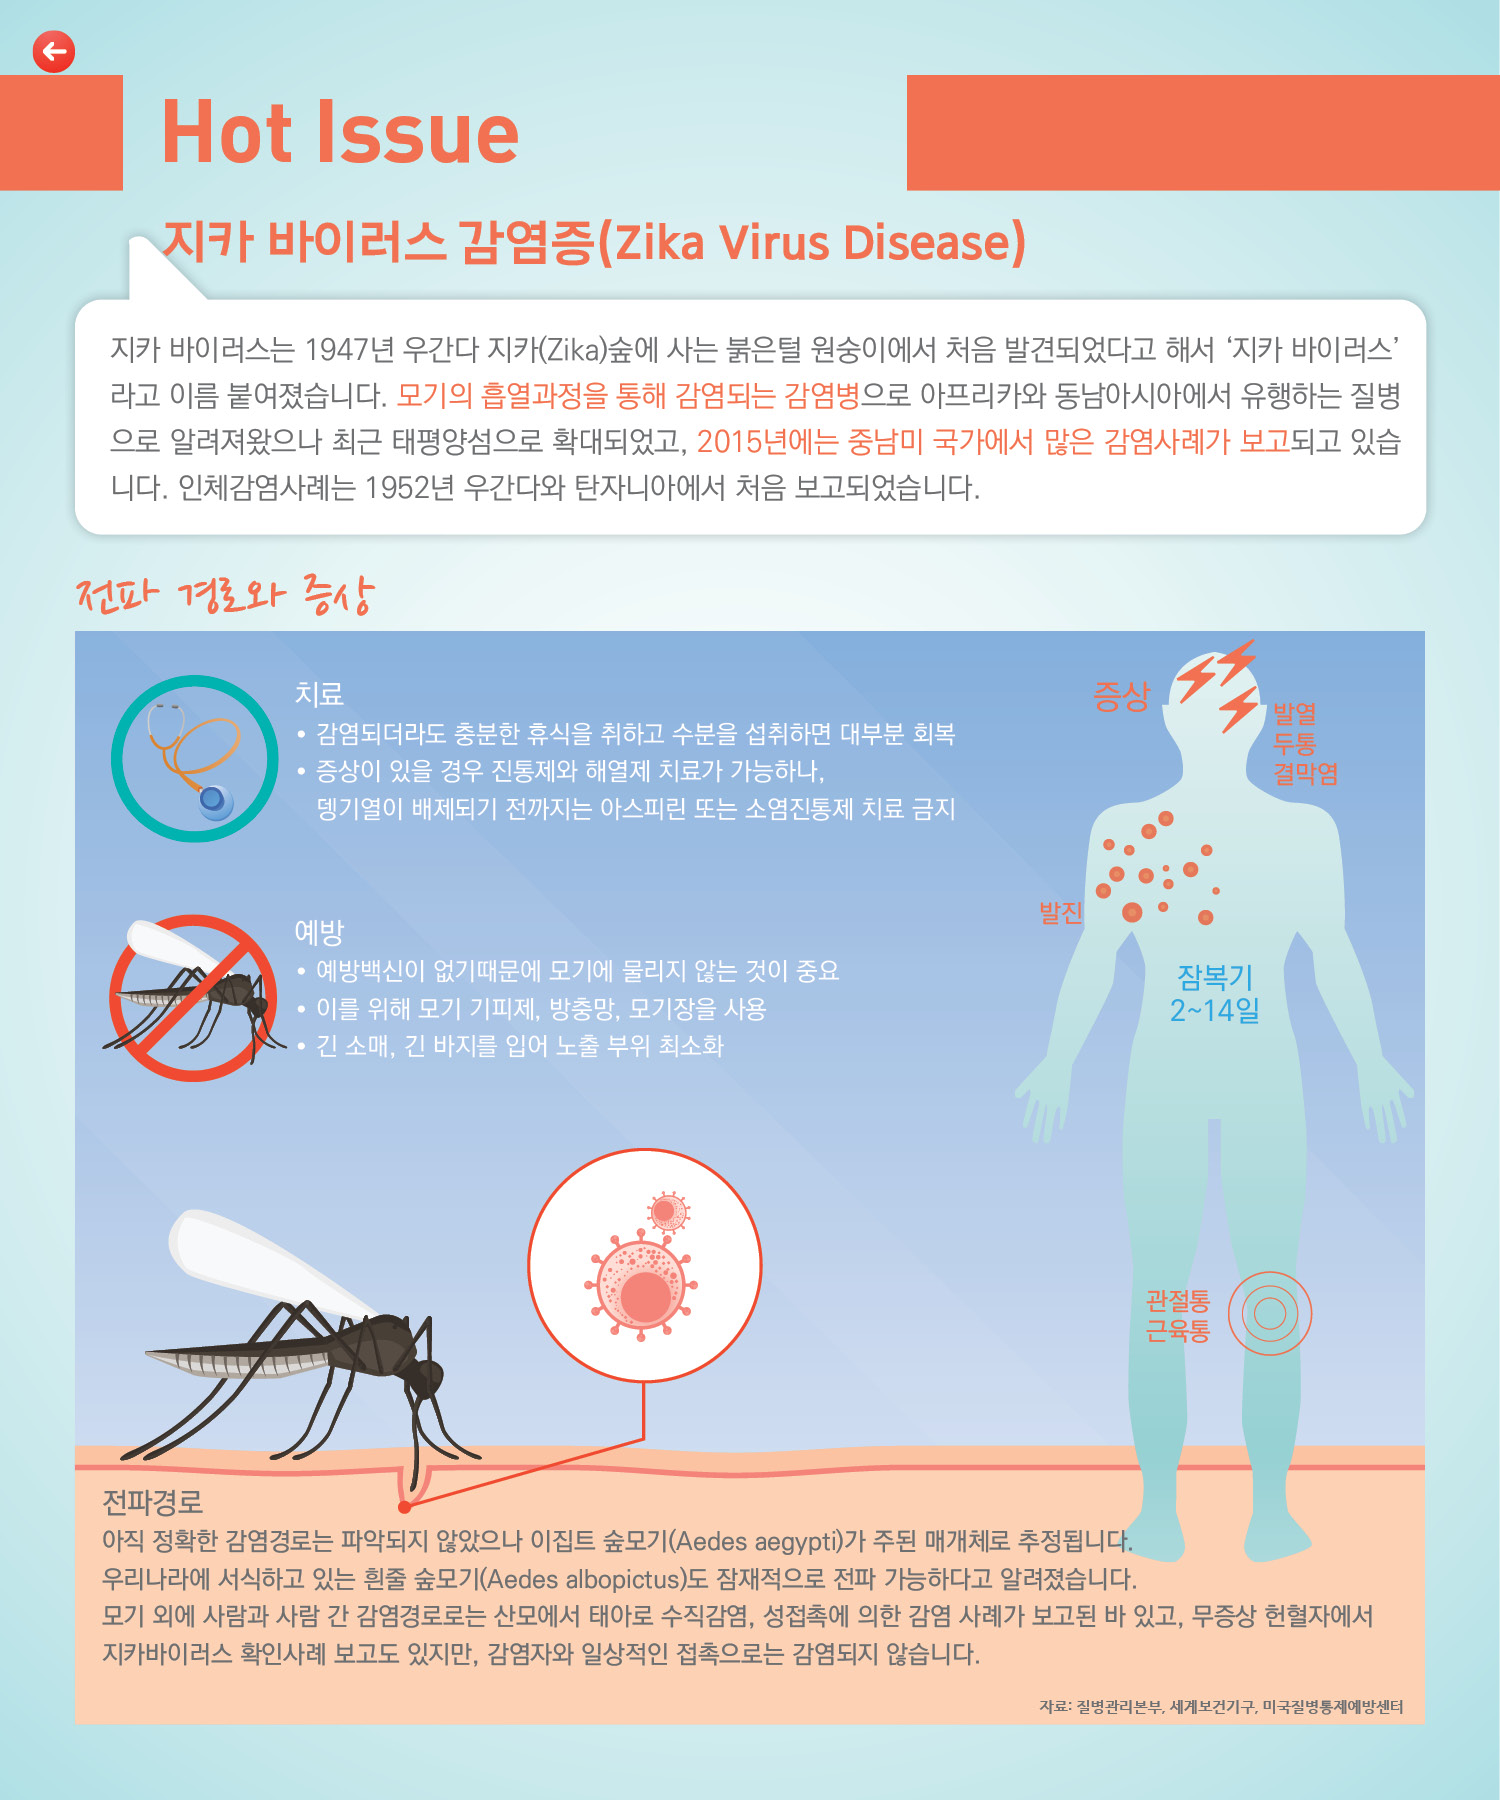 Hot Issue
지카 바이러스 감염증(Zika Virus Disease)
지카 바이러스는 1947년 우간다 지카(Zika)숲에 사는 붉은털 원숭이에서 처음 발견되었다고 해서 ‘지카 바이러스’
라고 이름 붙여졌습니다. 모기의 흡열과정을 통해 감염되는 감염병으로 아프리카와 동남아시아에서 유행하는 질병
으로 알려져왔으나 최근 태평양섬으로 확대되었고, 2015년에는 중남미 국가에서 많은 감염사례가 보고되고 있습
니다. 인체감염사례는 1952년 우간다와 탄자니아에서 처음 보고되었습니다.
전파 경로와 증상
치료
• 감염되더라도 충분한 휴식을 취하고 수분을 섭취하면 대부분 회복
• 증상이 있을 경우 진통제와 해열제 치료가 가능하나,
뎅기열이 배제되기 전까지는 아스피린 또는 소염진통제 치료 금지
증상
발열
두통
결막염
발진
예방
• 예방백신이 없기때문에 모기에 물리지 않는 것이 중요
• 이를 위해 모기 기피제, 방충망, 모기장을 사용
• 긴 소매, 긴 바지를 입어 노출 부위 최소화
잠복기
2~14일
관절통
근육통
전파경로
아직 정확한 감염경로는 파악되지 않았으나 이집트 숲모기(Aedes aegypti)가 주된 매개체로 추정됩니다.
우리나라에 서식하고 있는 흰줄 숲모기(Aedes albopictus)도 잠재적으로 전파 가능하다고 알려졌습니다.
모기 외에 사람과 사람 간 감염경로로는 산모에서 태아로 수직감염, 성접촉에 의한 감염 사례가 보고된 바 있고, 무증상 헌혈자에서
지카바이러스 확인사례 보고도 있지만, 감염자와 일상적인 접촉으로는 감염되지 않습니다.
자료: 질병관리본부, 세계보건기구, 미국질병통제예방센터